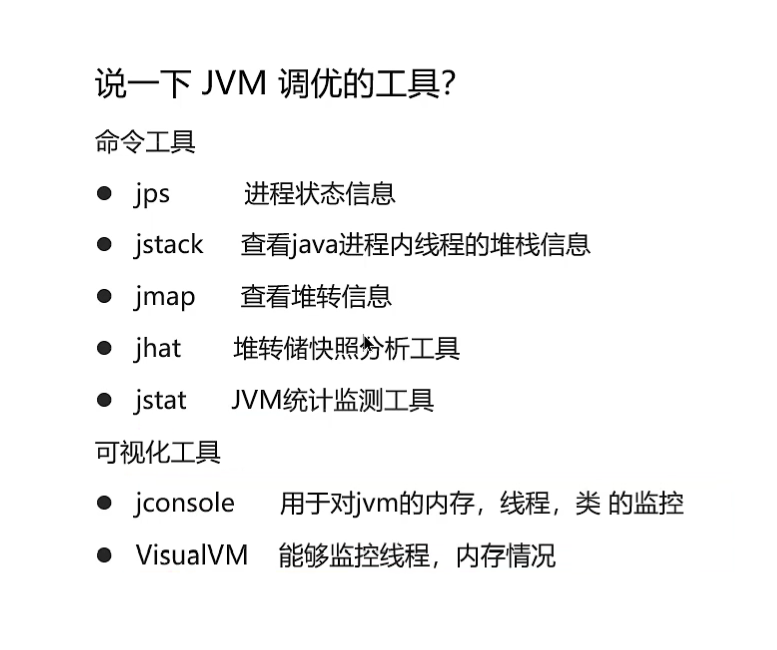 说一下 JVM 调优的工具？
命令工具
● jps 进程状态信息
● jstack 查看java进程内线程的堆栈信息
● jmap 查看堆转信息
● jhat 堆转储快照分析工具
● jstat JVM统计监测工具
可视化工具
● jconsole 用于对jvm的内存，线程，类 的监控
● VisualVM 能够监控线程，内存情况